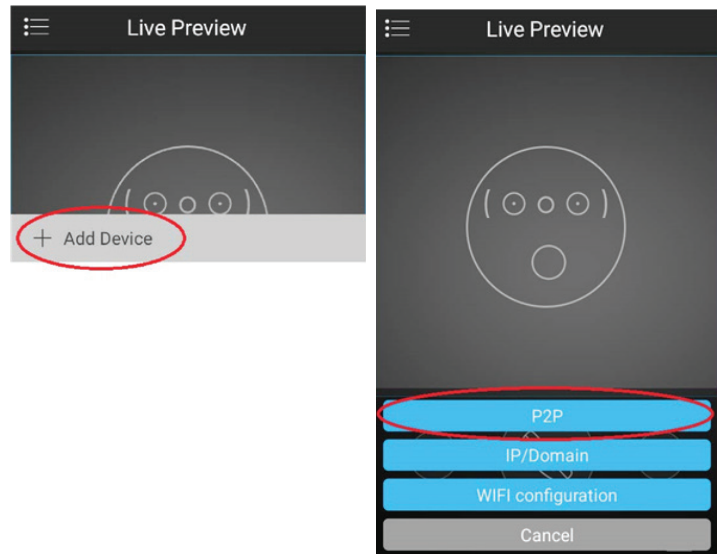 Live Preview
Add Device
Live Preview
P2P
IP/Domain
WIFI configuration
Cancel